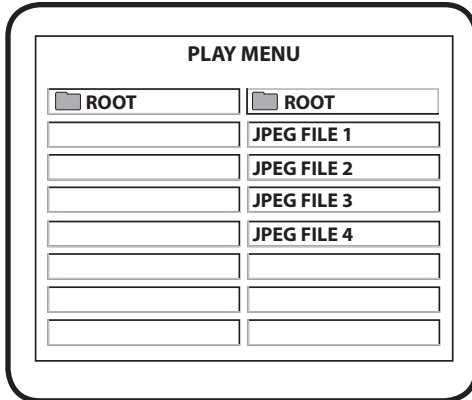 PLAY MENU
ROOT ROOT
JPEG FILE 1
JPEG FILE 2
JPEG FILE 3
JPEG FILE 4